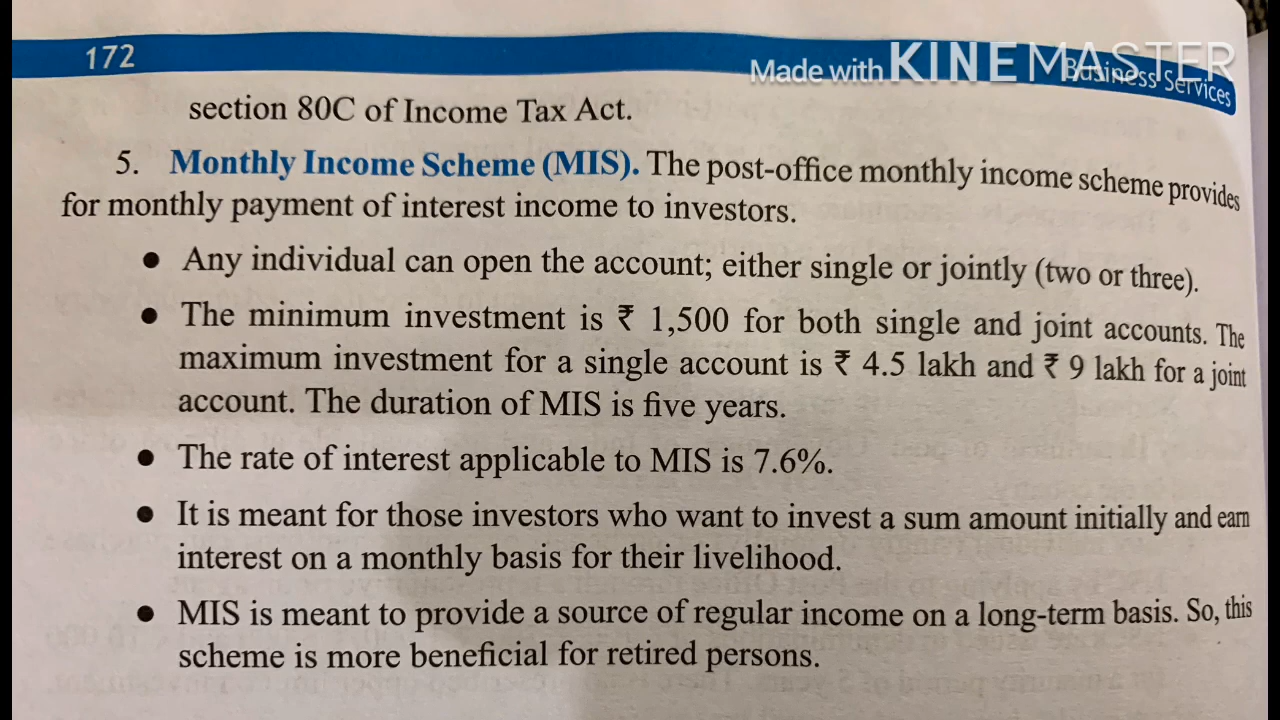 172
Made with KINEMASTER
Business Services
section 80C of Income Tax Act.
5. Monthly Income Scheme (MIS). The post-office monthly income scheme provides
for monthly payment of interest income to investors.
● Any individual can open the account; either single or jointly (two or three).
● The minimum investment is ₹ 1,500 for both single and joint accounts. The
maximum investment for a single account is ₹ 4.5 lakh and ₹ 9 lakh for a joint
account. The duration of MIS is five years.
● The rate of interest applicable to MIS is 7.6%.
● It is meant for those investors who want to invest a sum amount initially and earn
interest on a monthly basis for their livelihood.
● MIS is meant to provide a source of regular income on a long-term basis. So, this
scheme is more beneficial for retired persons.